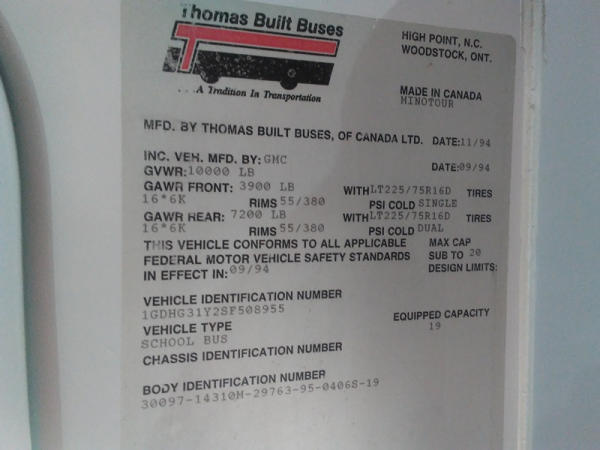 Thomas Built Buses
HIGH POINT, N.C.
WOODSTOCK, ONT.
T
...A Tradition In Transportation
MADE IN CANADA
MINOTOUR
MFD. BY THOMAS BUILT BUSES, OF CANADA LTD. DATE:11/94
INC. VEH. MFD. BY:GMC DATE:09/94
GVWR:10000 LB
GAWR FRONT: 3900 LB WITH LT225/75R16D TIRES
16*6K RIMS 55/380 PSI COLD SINGLE
GAWR REAR: 7200 LB WITH LT225/75R16D TIRES
16*6K RIMS 55/380 PSI COLD DUAL
THIS VEHICLE CONFORMS TO ALL APPLICABLE MAX CAP
FEDERAL MOTOR VEHICLE SAFETY STANDARDS SUB TO 20
IN EFFECT IN:09/94 DESIGN LIMITS:
VEHICLE IDENTIFICATION NUMBER
1GDHG31Y2SF508955
EQUIPPED CAPACITY
19
VEHICLE TYPE
SCHOOL BUS
CHASSIS IDENTIFICATION NUMBER
BODY IDENTIFICATION NUMBER
30097-14310M-29763-95-0406S-19